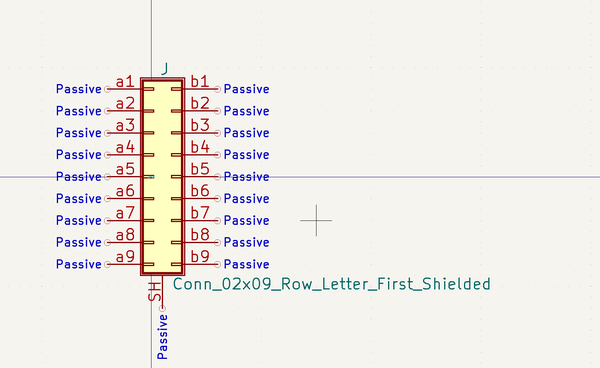 J
Passive a1 b1 Passive
Passive a2 b2 Passive
Passive a3 b3 Passive
Passive a4 b4 Passive
Passive a5 b5 Passive
Passive a6 b6 Passive
Passive a7 b7 Passive
Passive a8 b8 Passive
Passive a9 b9 Passive
Conn_02x09_Row_Letter_First_Shielded
SH
Passive